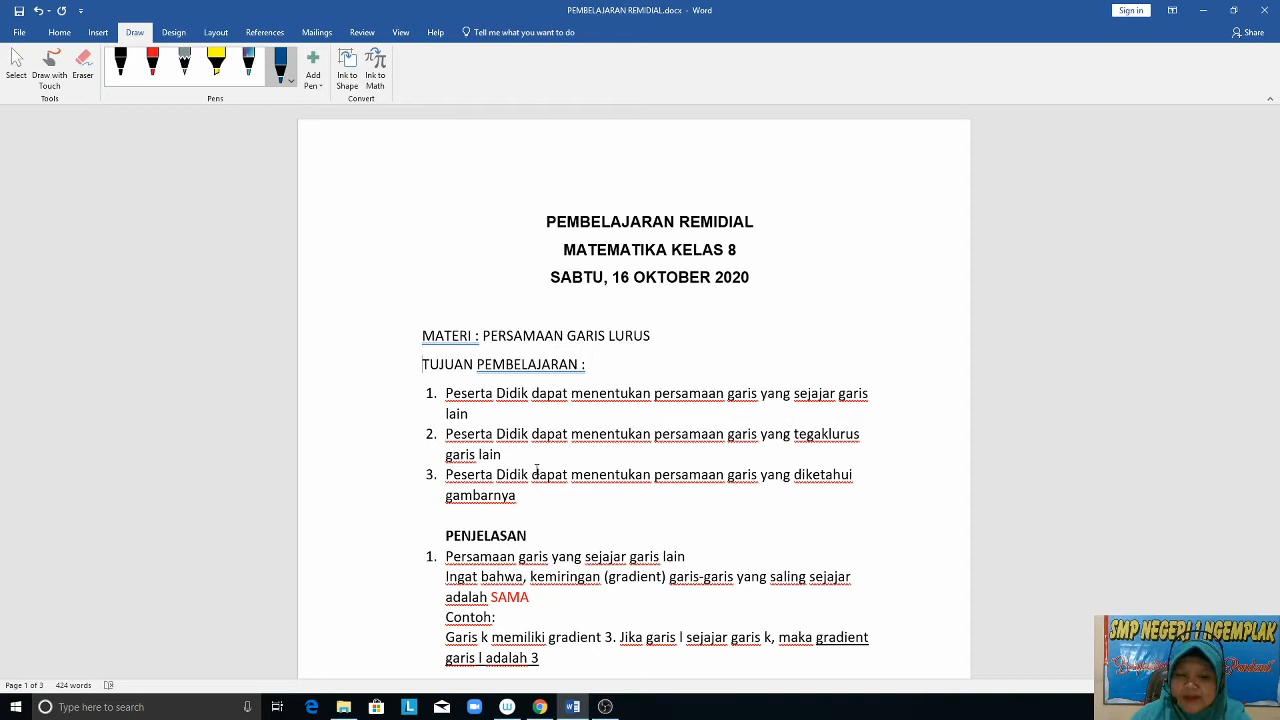 PEMBELAJARAN REMIDIAL.docx - Word
Sign in
File Home Insert Draw Design Layout References Mailings Review View Help Tell me what you want to do
Share
Select Draw with Touch Eraser Add Pen Ink to Shape Ink to Math
Tools Pens Convert
PEMBELAJARAN REMIDIAL
MATEMATIKA KELAS 8
SABTU, 16 OKTOBER 2020
MATERI : PERSAMAAN GARIS LURUS
TUJUAN PEMBELAJARAN :
1. Peserta Didik dapat menentukan persamaan garis yang sejajar garis
lain
2. Peserta Didik dapat menentukan persamaan garis yang tegaklurus
garis lain
3. Peserta Didik dapat menentukan persamaan garis yang diketahui
gambarnya
PENJELASAN
1. Persamaan garis yang sejajar garis lain
Ingat bahwa, kemiringan (gradient) garis-garis yang saling sejajar
adalah SAMA
Contoh:
Garis k memiliki gradient 3. Jika garis l sejajar garis k, maka gradient
garis l adalah 3
SMP NEGERI 1 NGEMPLAK
Page 1 of 3 424 words
Type here to search